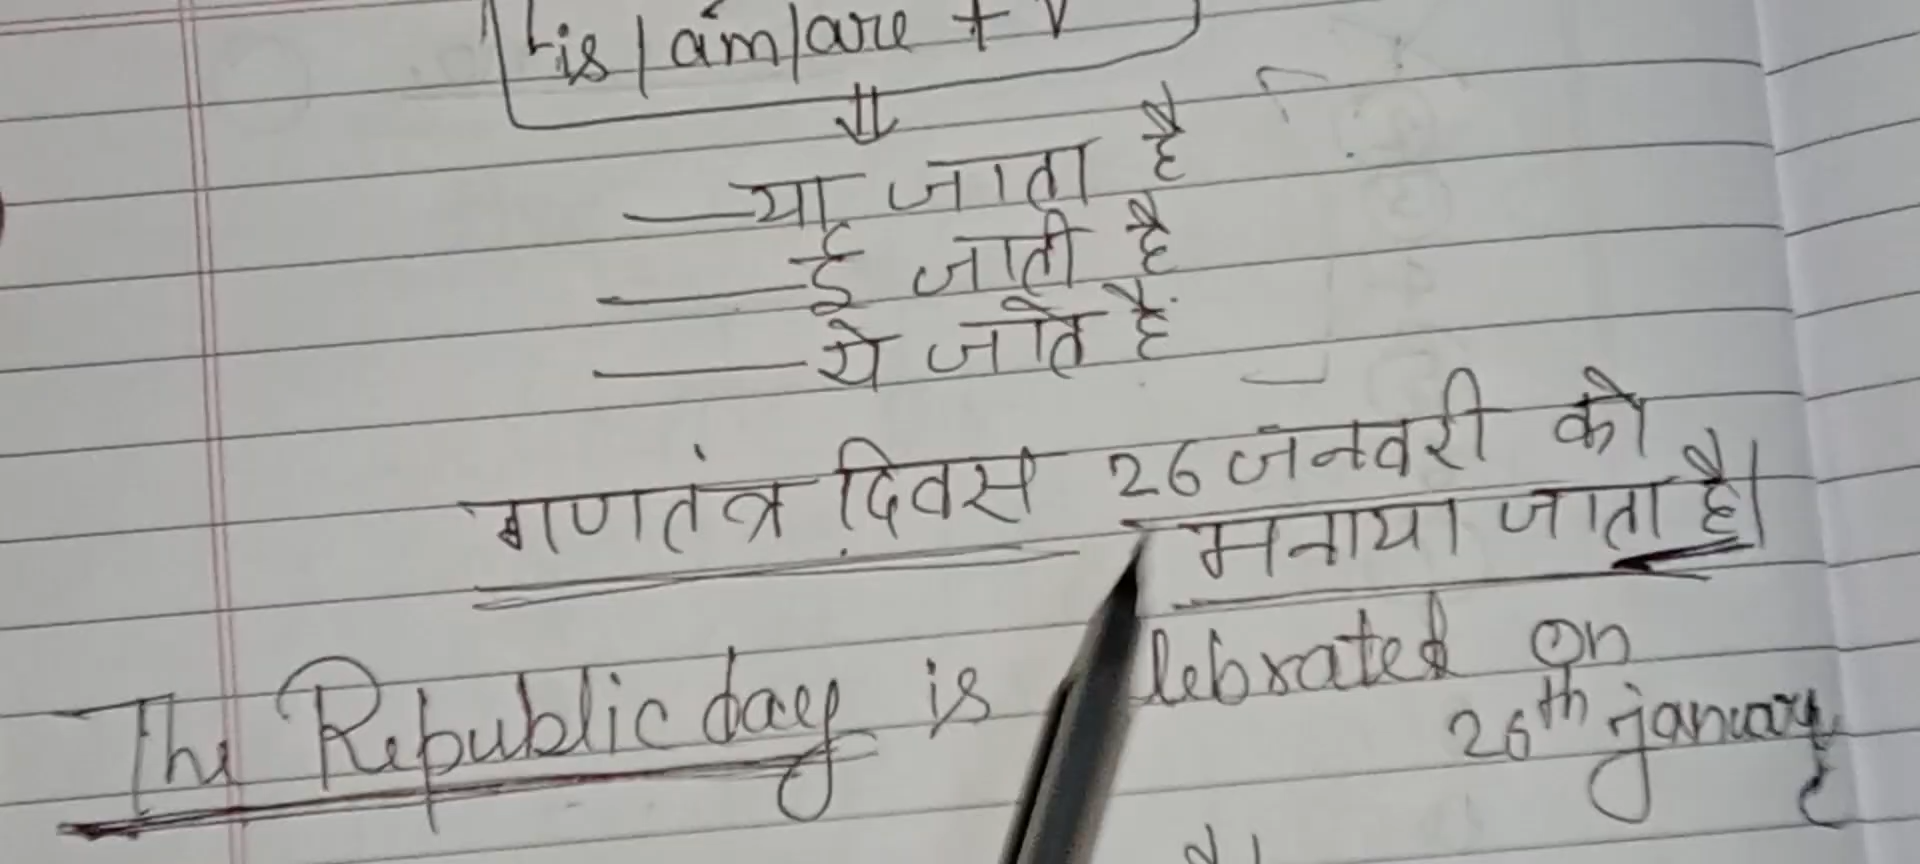 is / am / are + V
या जाता है
ई जाती है
ये जाते हैं
गणतंत्र दिवस 26 जनवरी को
मनाया जाता है।
The Republic day is lebrated on
26th january